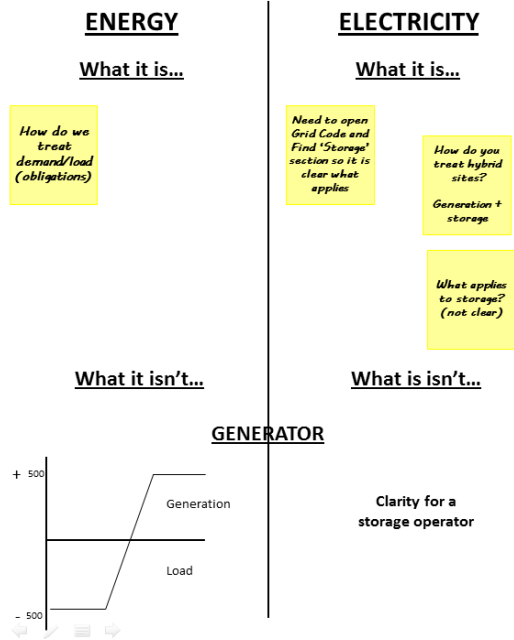 ENERGY
What it is...
How do we
treat
demand/load
(obligations)
ELECTRICITY
What it is...
Need to open
Grid Code and
Find ‘Storage’
section so it is
clear what
applies
How do you
treat hybrid
sites?
Generation +
storage
What applies
to storage?
(not clear)
What it isn’t...
What is isn’t...
GENERATOR
+ 500
Generation
Load
- 500
Clarity for a
storage operator